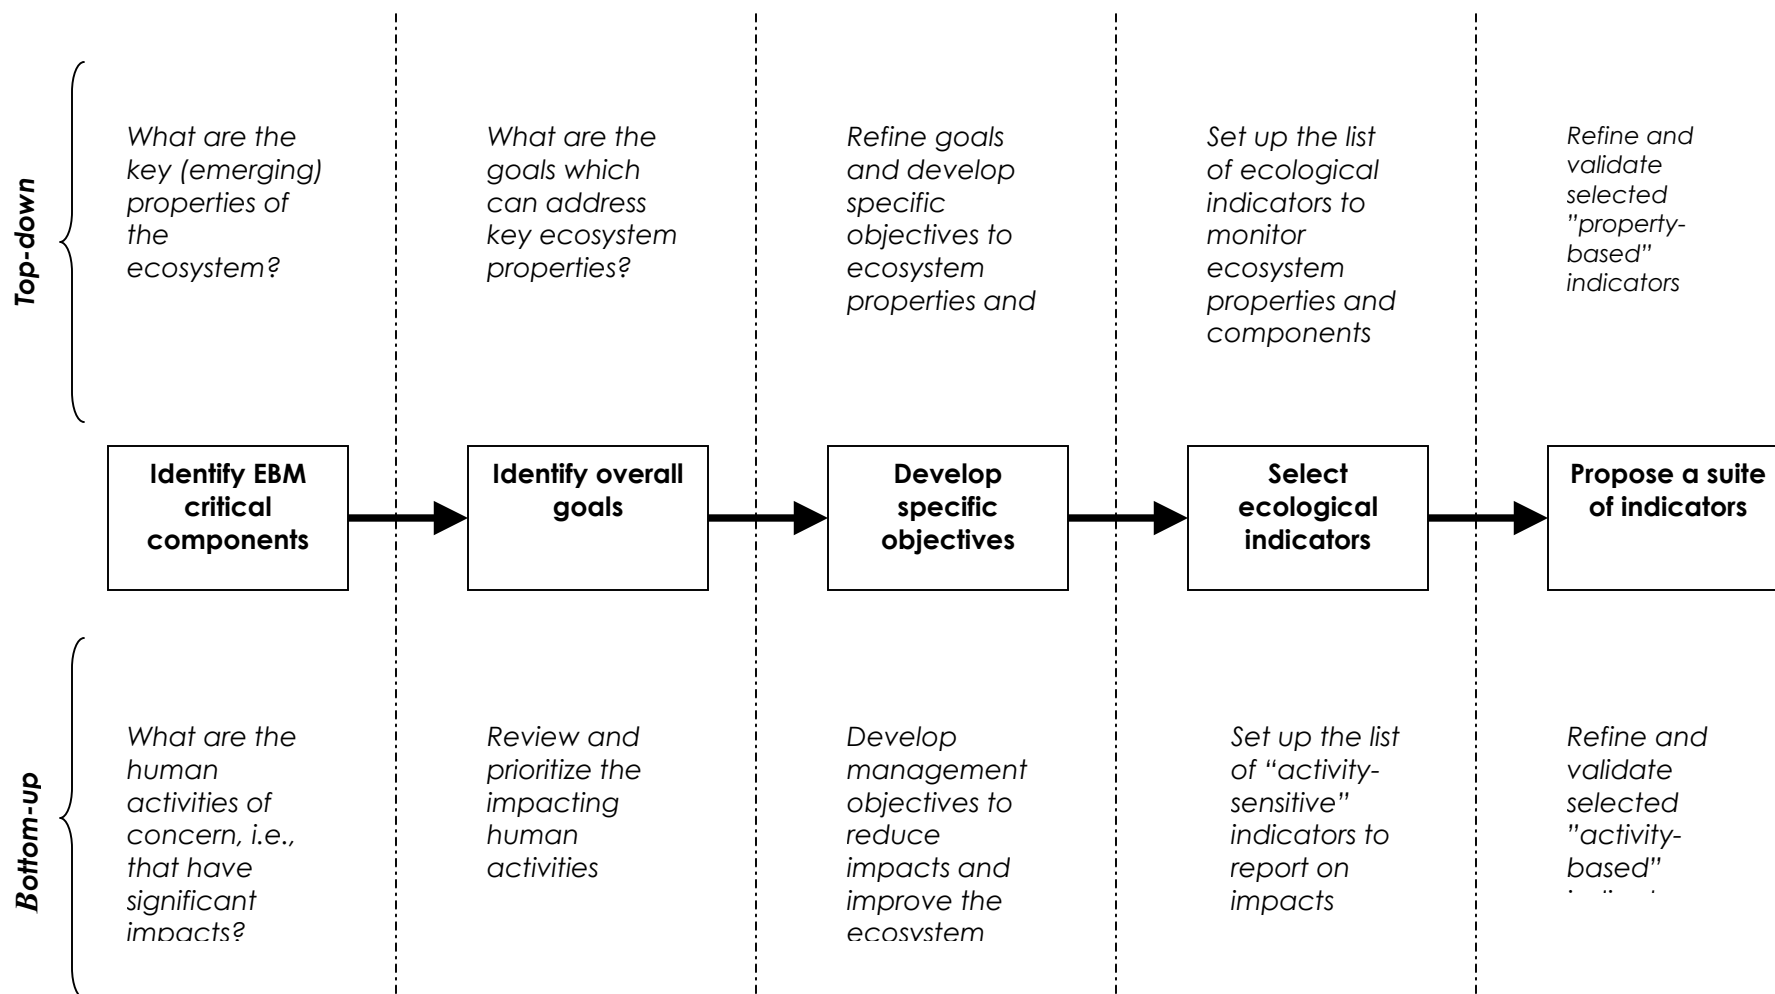 Top-down
What are the
key (emerging)
properties of
the
ecosystem?
What are the
goals which
can address
key ecosystem
properties?
Refine goals
and develop
specific
objectives to
ecosystem
properties and
Set up the list
of ecological
indicators to
monitor
ecosystem
properties and
components
Refine and
validate
selected
”property-
based”
indicators
Identify EBM
critical
components
Identify overall
goals
Develop
specific
objectives
Select
ecological
indicators
Propose a suite
of indicators
Bottom-up
What are the
human
activities of
concern, i.e.,
that have
significant
impacts?
Review and
prioritize the
impacting
human
activities
Develop
management
objectives to
reduce
impacts and
improve the
ecosystem
Set up the list
of “activity-
sensitive”
indicators to
report on
impacts
Refine and
validate
selected
”activity-
based”